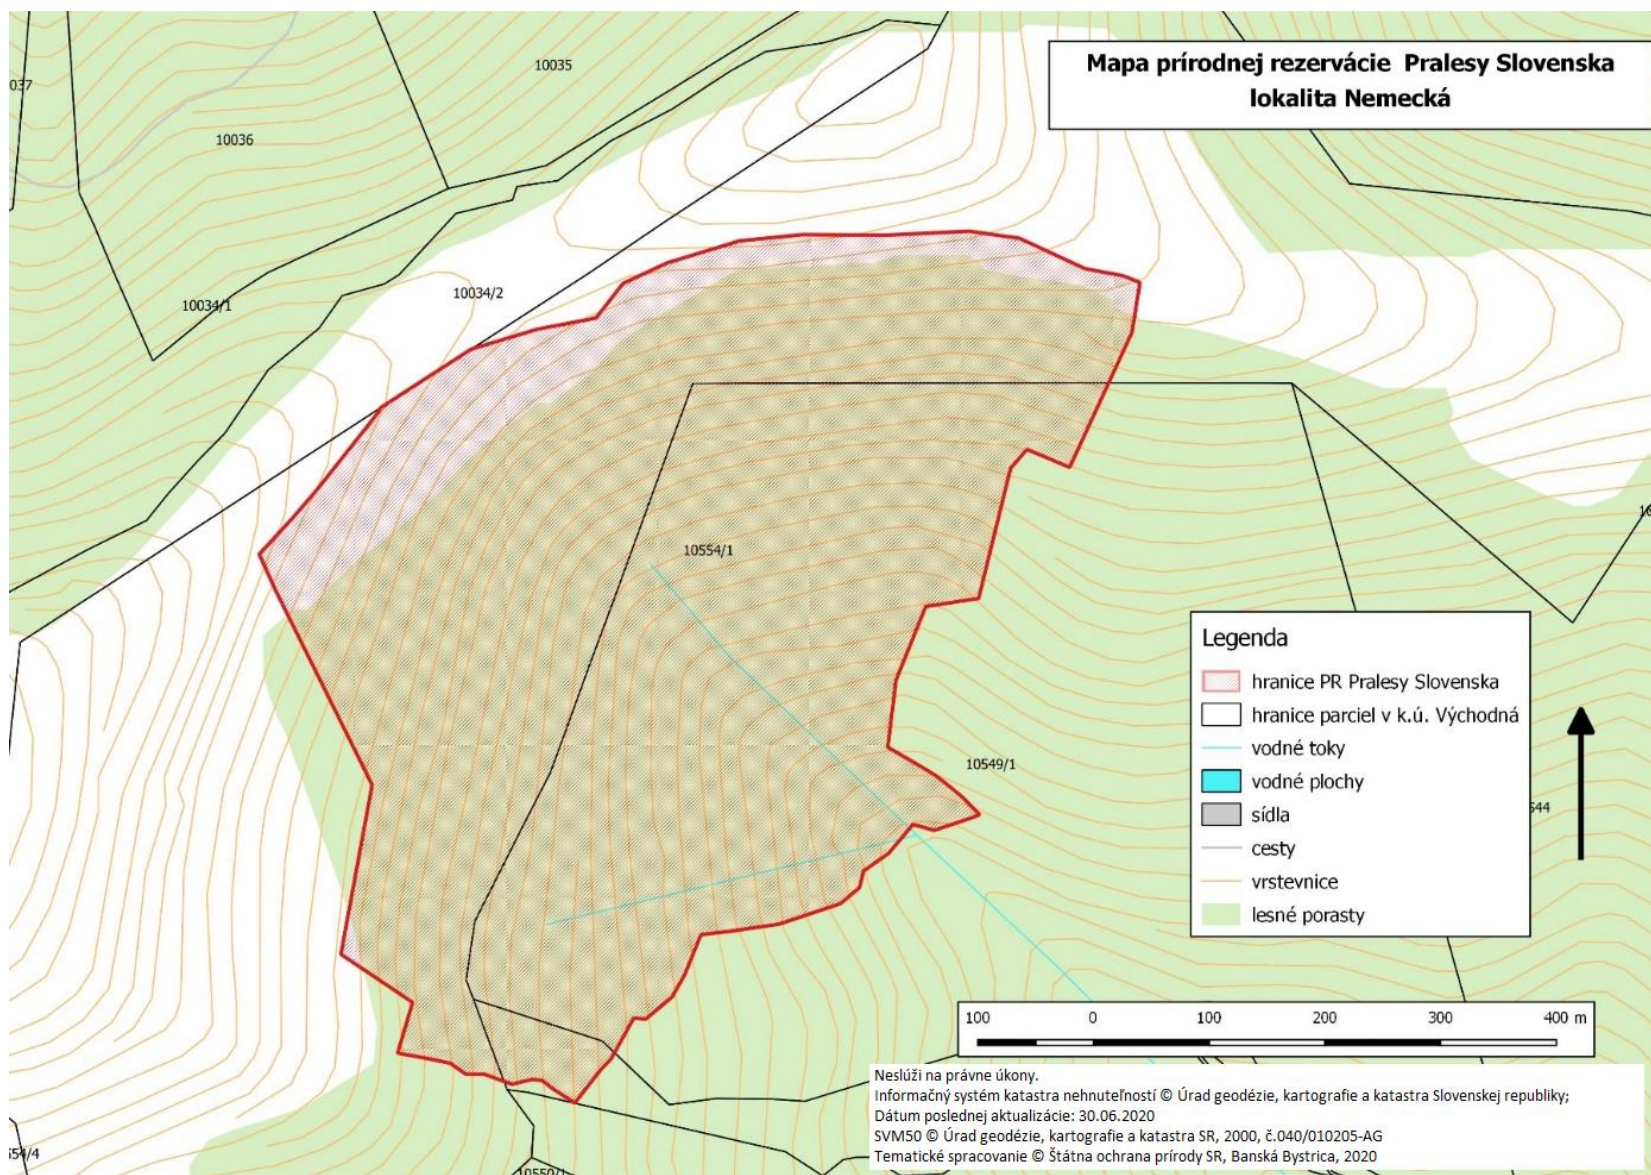 Mapa prírodnej rezervácie Pralesy Slovenska
lokalita Nemecká
10035
10036
10034/1
10034/2
10554/1
10549/1
Legenda
hranice PR Pralesy Slovenska
hranice parciel v k.ú. Východná
vodné toky
vodné plochy
sídla
cesty
vrstevnice
lesné porasty
100 0 100 200 300 400 m
Neslúži na právne úkony.
Informačný systém katastra nehnuteľností © Úrad geodézie, kartografie a katastra Slovenskej republiky;
Dátum poslednej aktualizácie: 30.06.2020
SVM50 © Úrad geodézie, kartografie a katastra SR, 2000, č.040/010205-AG
Tematické spracovanie © Štátna ochrana prírody SR, Banská Bystrica, 2020